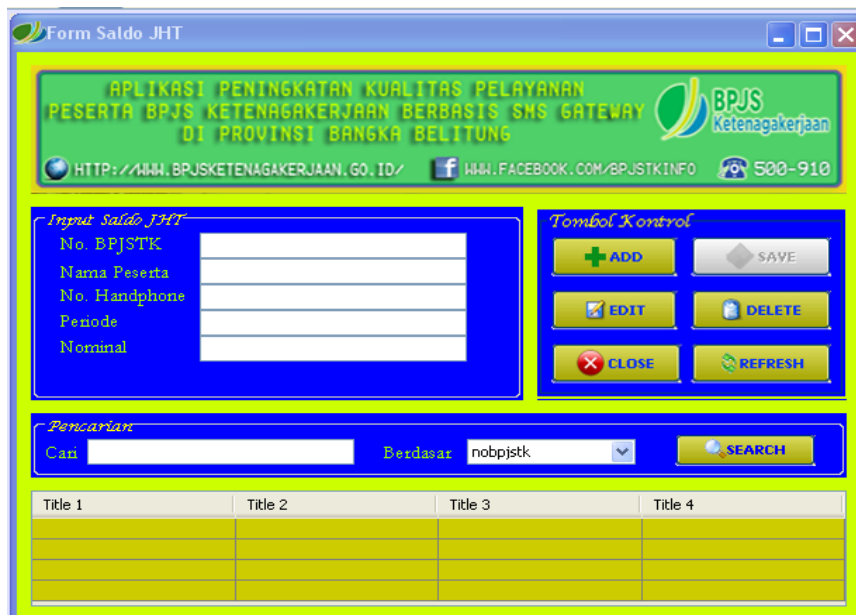 Form Saldo JHT
APLIKASI PENINGKATAN KUALITAS PELAYANAN
PESERTA BPJS KETENAGAKERJAAN BERBASIS SMS GATEWAY
DI PROVINSI BANGKA BELITUNG
BPJS
Ketenagakerjaan
HTTP://WWW.BPJSKETENAGAKERJAAN.GO.ID/ WWW.FACEBOOK.COM/BPJSTKINFO 500-910
Input Saldo JHT
No. BPJSTK
Nama Peserta
No. Handphone
Periode
Nominal
Tombol Kontrol
ADD SAVE
EDIT DELETE
CLOSE REFRESH
Pencarian
Cari Berdasar nobpjstk SEARCH
Title 1 Title 2 Title 3 Title 4